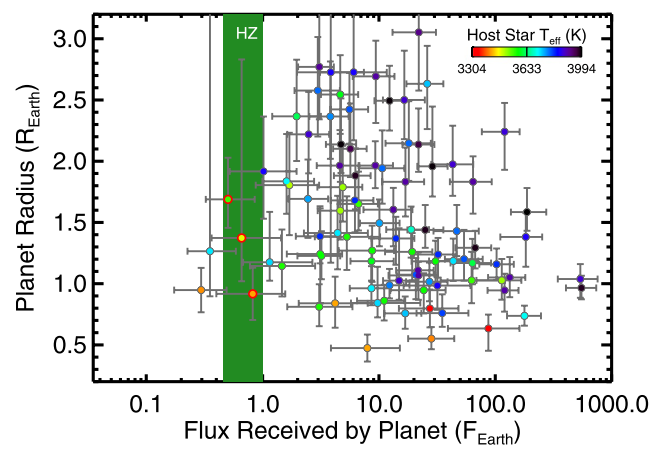 HZ
Host Star T_eff (K)
3304 3633 3994
Planet Radius (R_Earth)
3.0
2.5
2.0
1.5
1.0
0.5
0.1 1.0 10.0 100.0 1000.0
Flux Received by Planet (F_Earth)